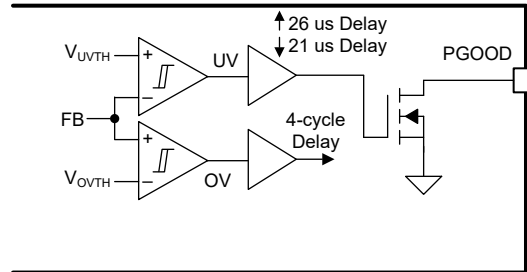 26 us Delay
21 us Delay
PGOOD
VUVTH
+
UV
−
FB
+
4-cycle
Delay
VOVTH
−
OV